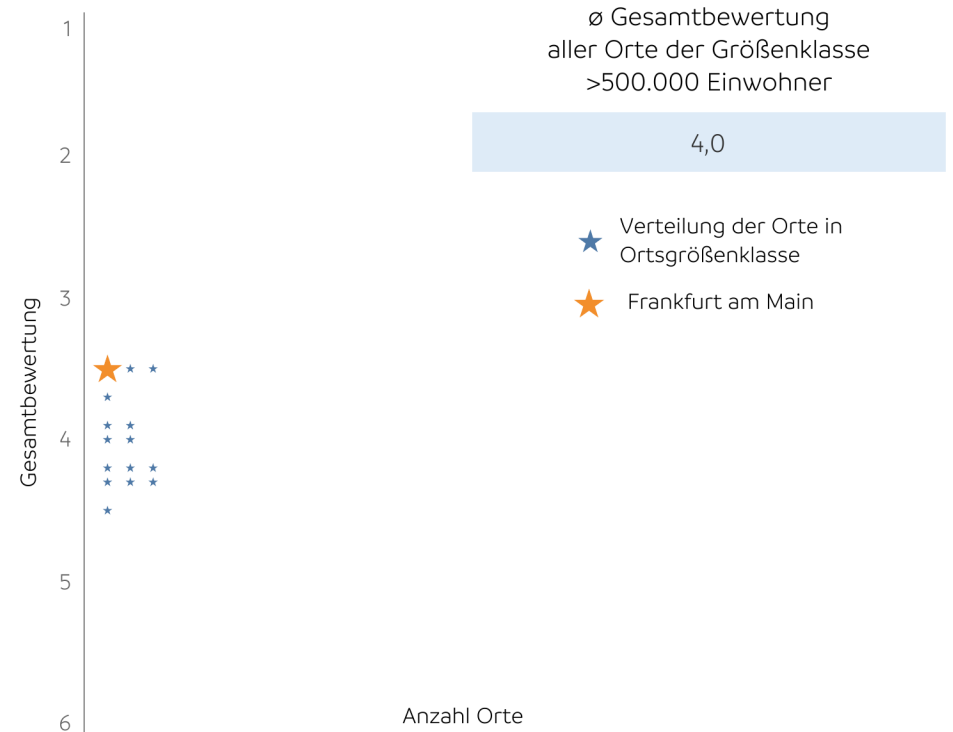 ø Gesamtbewertung
aller Orte der Größenklasse
>500.000 Einwohner
4,0
Verteilung der Orte in
Ortsgrößenklasse
Frankfurt am Main
Gesamtbewertung
1
2
3
4
5
6
Anzahl Orte